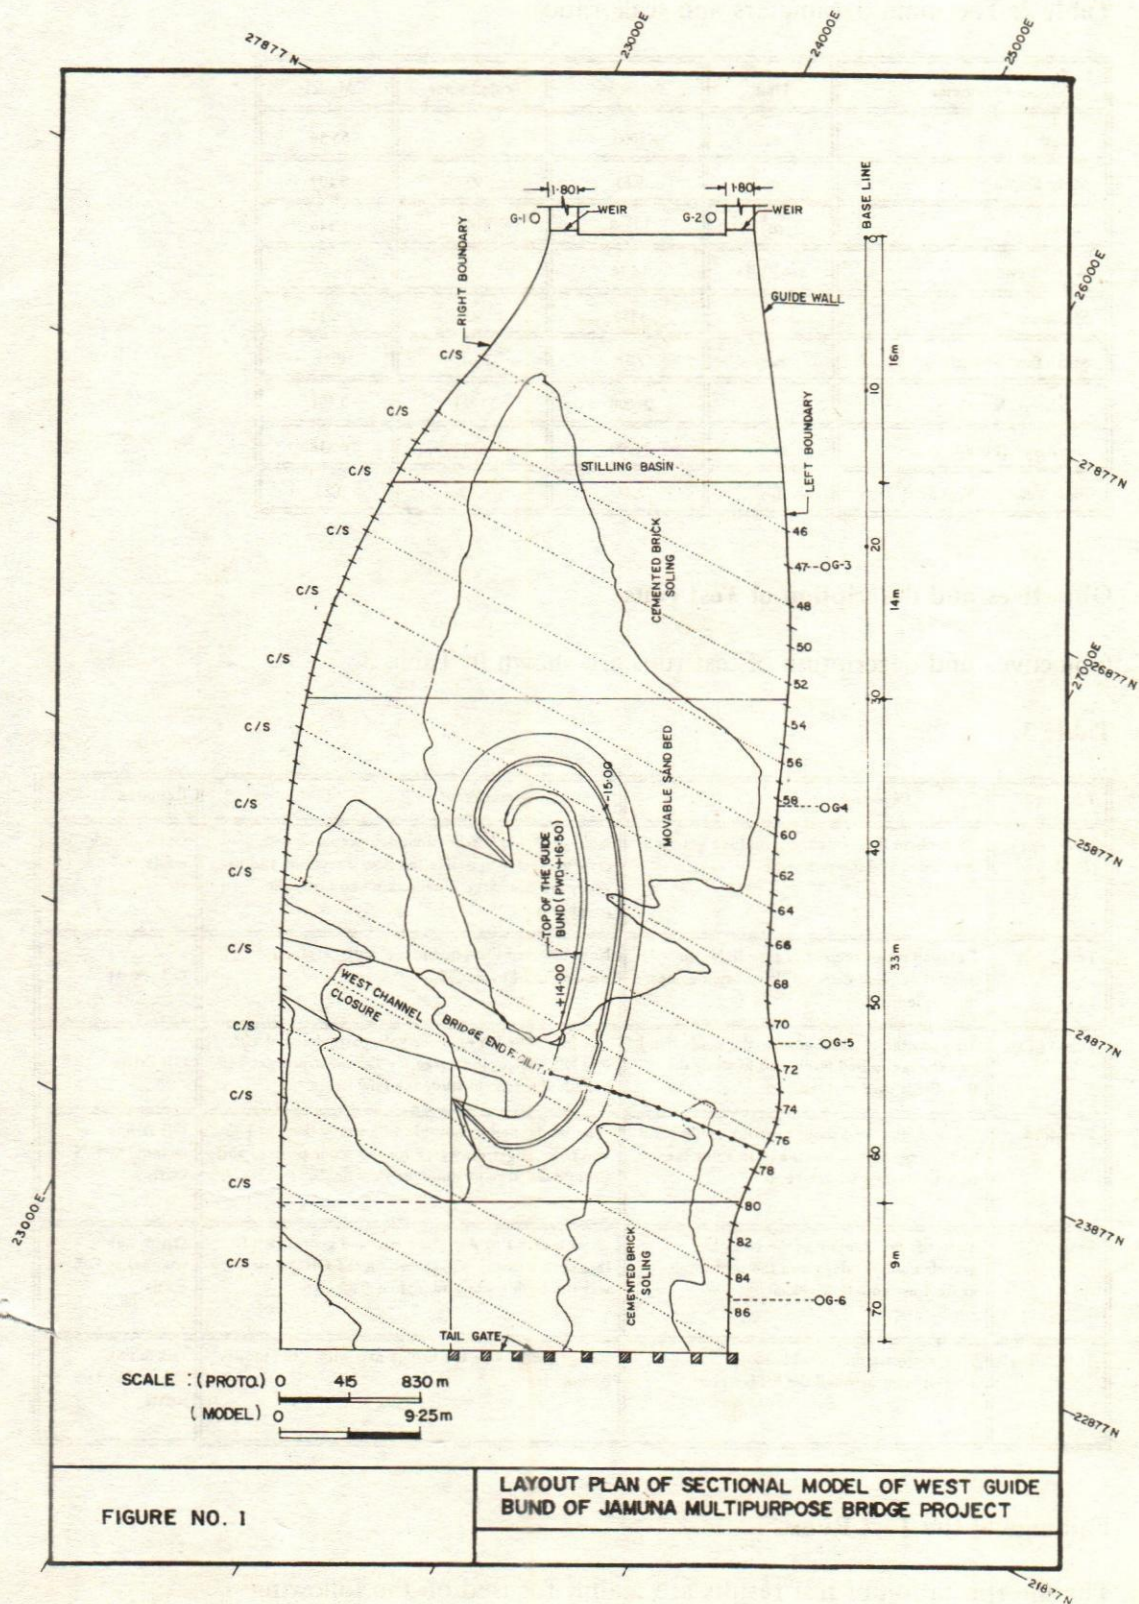 27877 N
23000E
24000E
25000E
1·80
1·80
G-1
WEIR
G-2
WEIR
BASE LINE
0
RIGHT BOUNDARY
GUIDE WALL
26000E
C/S
16m
10
C/S
LEFT BOUNDARY
STILLING BASIN
27877N
C/S
C/S
CEMENTED BRICK
SOLING
46
20
47
G-3
C/S
48
14m
50
C/S
52
26877N
27000E
30
C/S
54
MOVABLE SAND BED
56
-15·00
C/S
58
G4
60
25877N
40
TOP OF THE GUIDE
BUND (PWD+16·50)
C/S
62
64
C/S
66
33m
WEST CHANNEL
CLOSURE
+14·00
68
50
C/S
BRIDGE END FACILITY
70
G-5
24877N
72
C/S
74
76
60
78
C/S
23000E
80
23877N
CEMENTED BRICK
SOLING
82
C/S
84
9m
G-6
86
70
TAIL GATE
SCALE : (PROTO.) 0 415 830 m
(MODEL) 0 9·25m
22877N
FIGURE NO. 1
LAYOUT PLAN OF SECTIONAL MODEL OF WEST GUIDE
BUND OF JAMUNA MULTIPURPOSE BRIDGE PROJECT
21877N